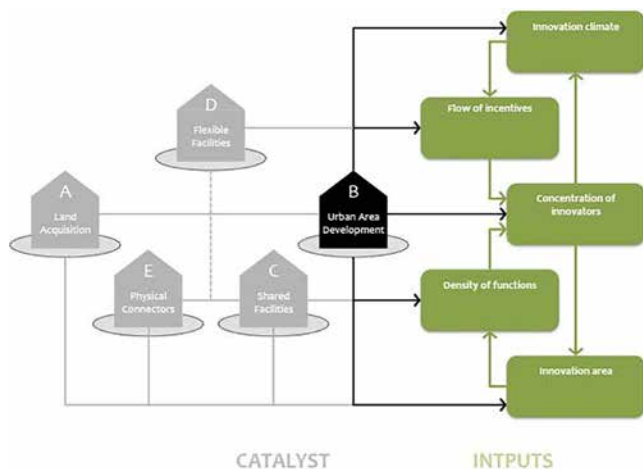 Innovation climate
D
Flexible
Facilities
Flow of incentives
A
Land
Acquisition
B
Urban Area
Development
Concentration of
innovators
E
Physical
Connectors
C
Shared
Facilities
Density of functions
Innovation area
CATALYST
INTPUTS